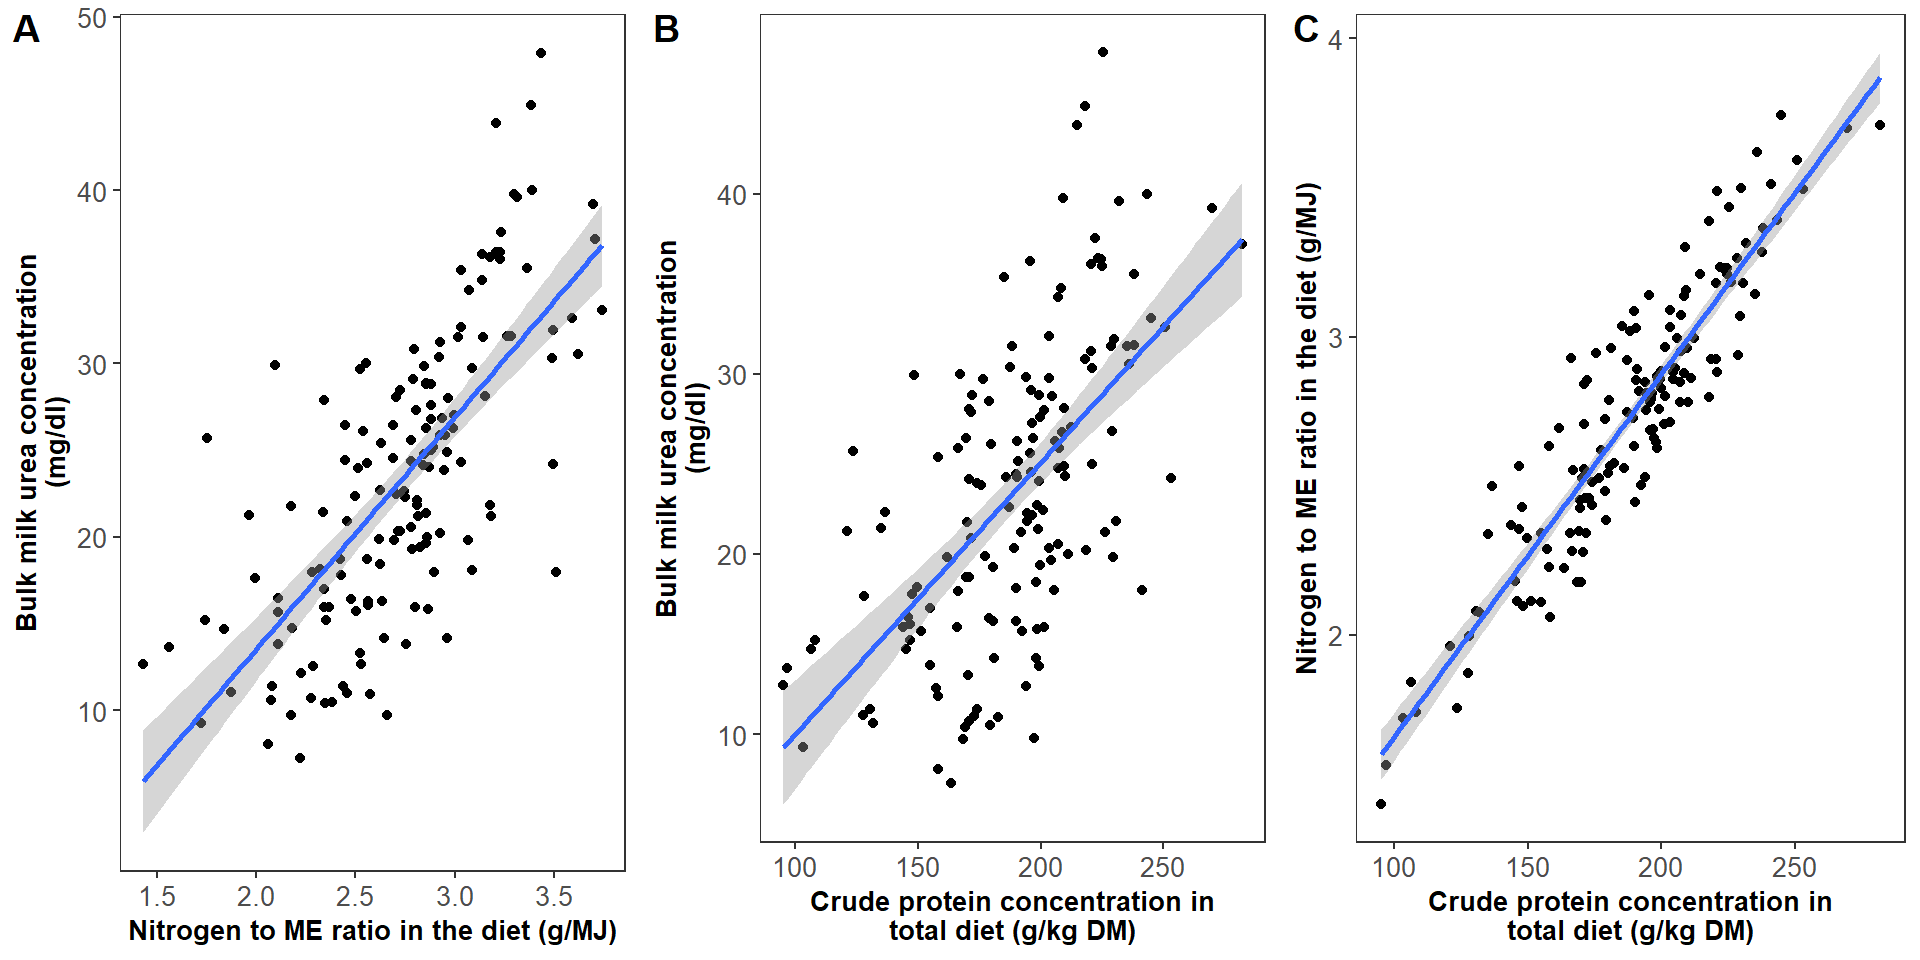 A
50
40
30
20
10
Bulk milk urea concentration
(mg/dl)
1.5 2.0 2.5 3.0 3.5
Nitrogen to ME ratio in the diet (g/MJ)
B
40
30
20
10
Bulk milk urea concentration
(mg/dl)
100 150 200 250
Crude protein concentration in
total diet (g/kg DM)
C
4
3
2
Nitrogen to ME ratio in the diet (g/MJ)
100 150 200 250
Crude protein concentration in
total diet (g/kg DM)